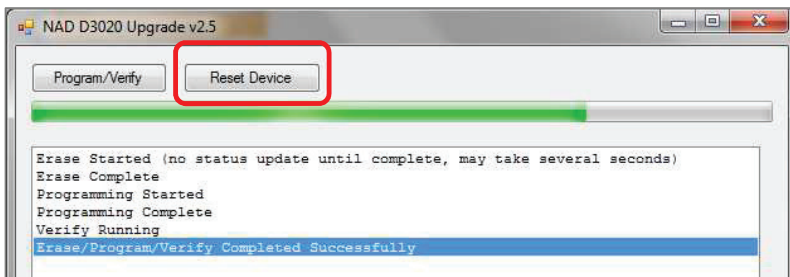 NAD D3020 Upgrade v2.5
Program/Verify Reset Device
Erase Started (no status update until complete, may take several seconds)
Erase Complete
Programming Started
Programming Complete
Verify Running
Erase/Program/Verify Completed Successfully